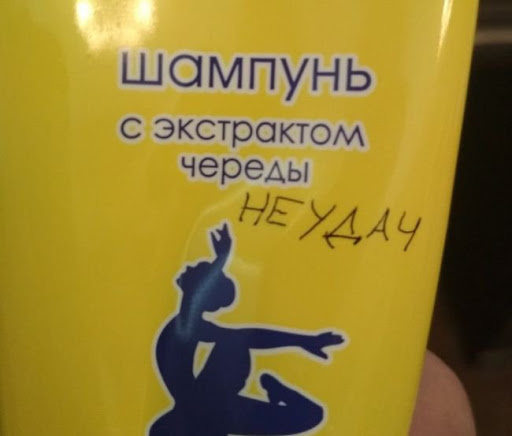 шампунь
с экстрактом
череды
НЕУДАЧ